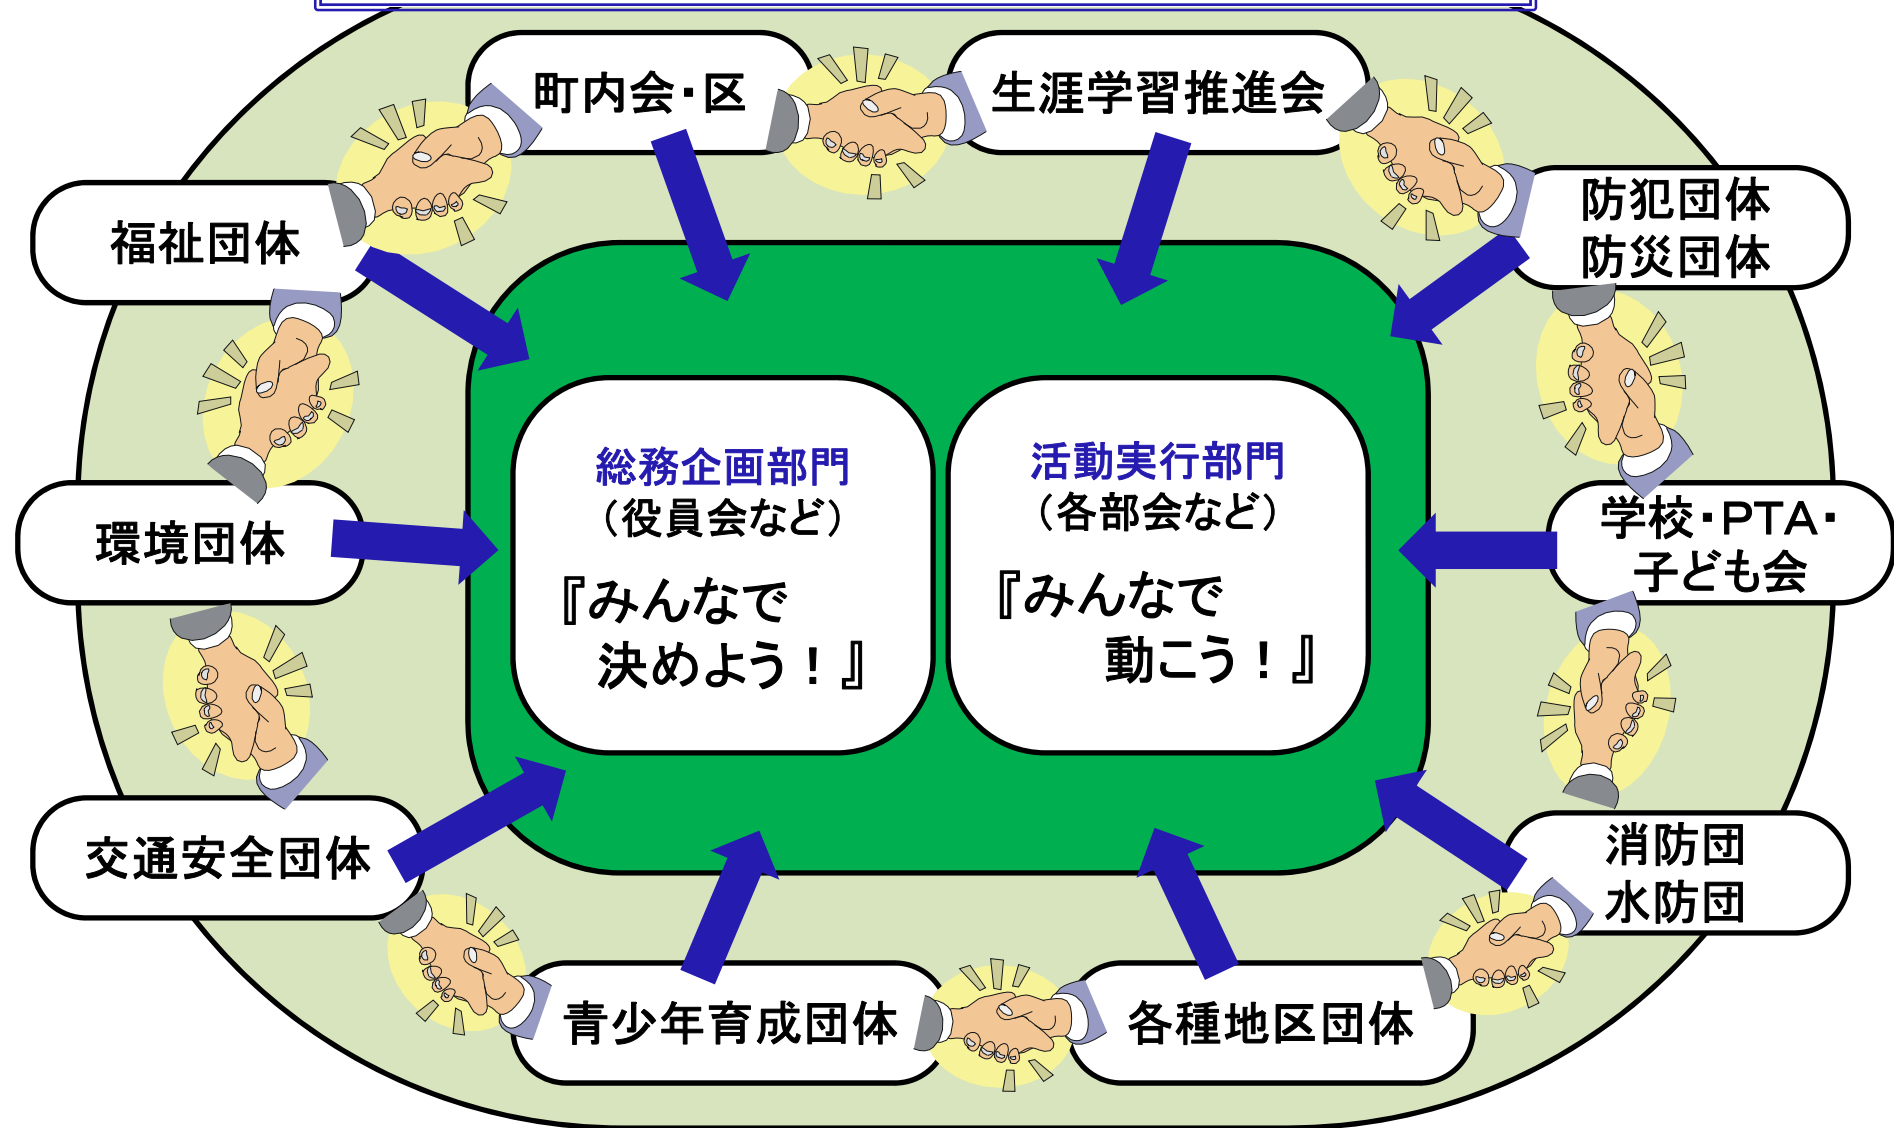 町内会・区
生涯学習推進会
福祉団体
防犯団体
防災団体
総務企画部門
（役員会など）
『みんなで
決めよう！』
活動実行部門
（各部会など）
『みんなで
動こう！』
環境団体
学校・PTA・
子ども会
交通安全団体
消防団
水防団
青少年育成団体
各種地区団体